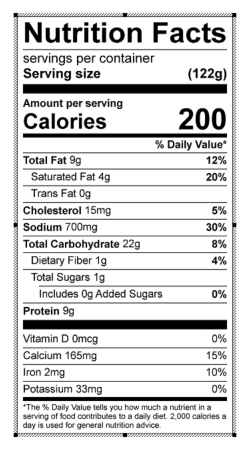 Nutrition Facts
servings per container
Serving size (122g)
Amount per serving
Calories 200
% Daily Value*
Total Fat 9g 12%
Saturated Fat 4g 20%
Trans Fat 0g
Cholesterol 15mg 5%
Sodium 700mg 30%
Total Carbohydrate 22g 8%
Dietary Fiber 1g 4%
Total Sugars 1g
Includes 0g Added Sugars 0%
Protein 9g
Vitamin D 0mcg 0%
Calcium 165mg 15%
Iron 2mg 10%
Potassium 33mg 0%
*The % Daily Value tells you how much a nutrient in a
serving of food contributes to a daily diet. 2,000 calories a
day is used for general nutrition advice.